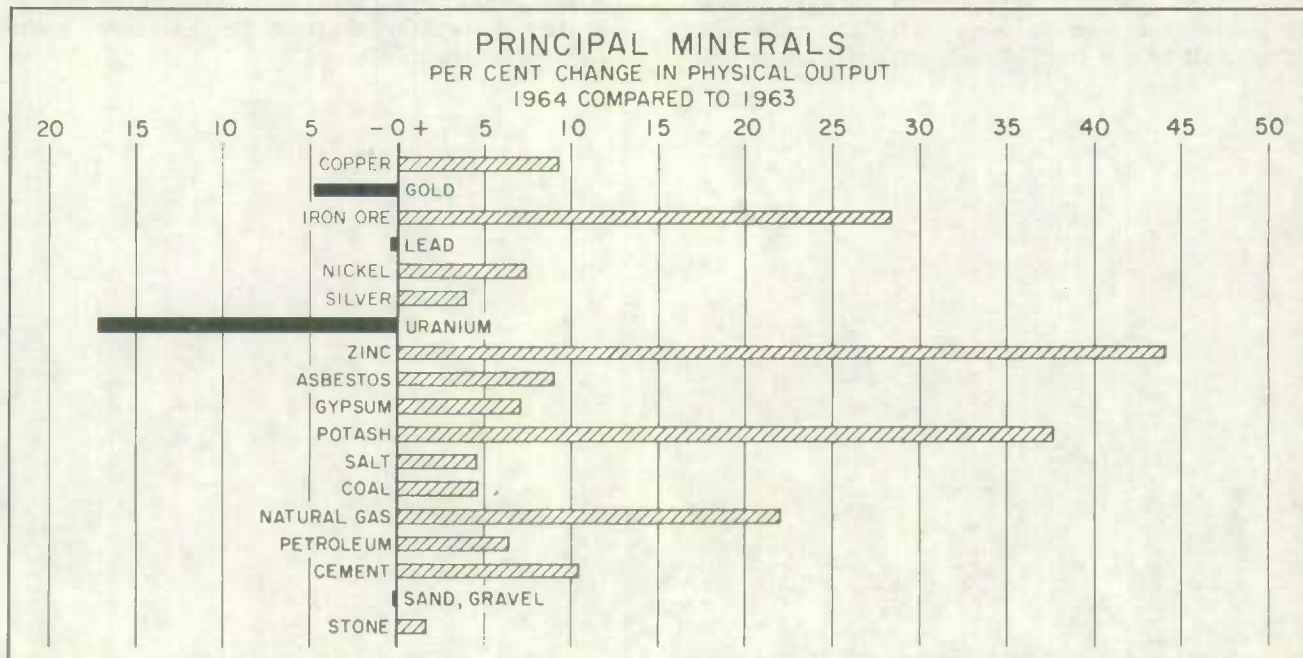 PRINCIPAL MINERALS
PER CENT CHANGE IN PHYSICAL OUTPUT
1964 COMPARED TO 1963
20 15 10 5 – 0 + 5 10 15 20 25 30 35 40 45 50
COPPER
GOLD
IRON ORE
LEAD
NICKEL
SILVER
URANIUM
ZINC
ASBESTOS
GYPSUM
POTASH
SALT
COAL
NATURAL GAS
PETROLEUM
CEMENT
SAND, GRAVEL
STONE